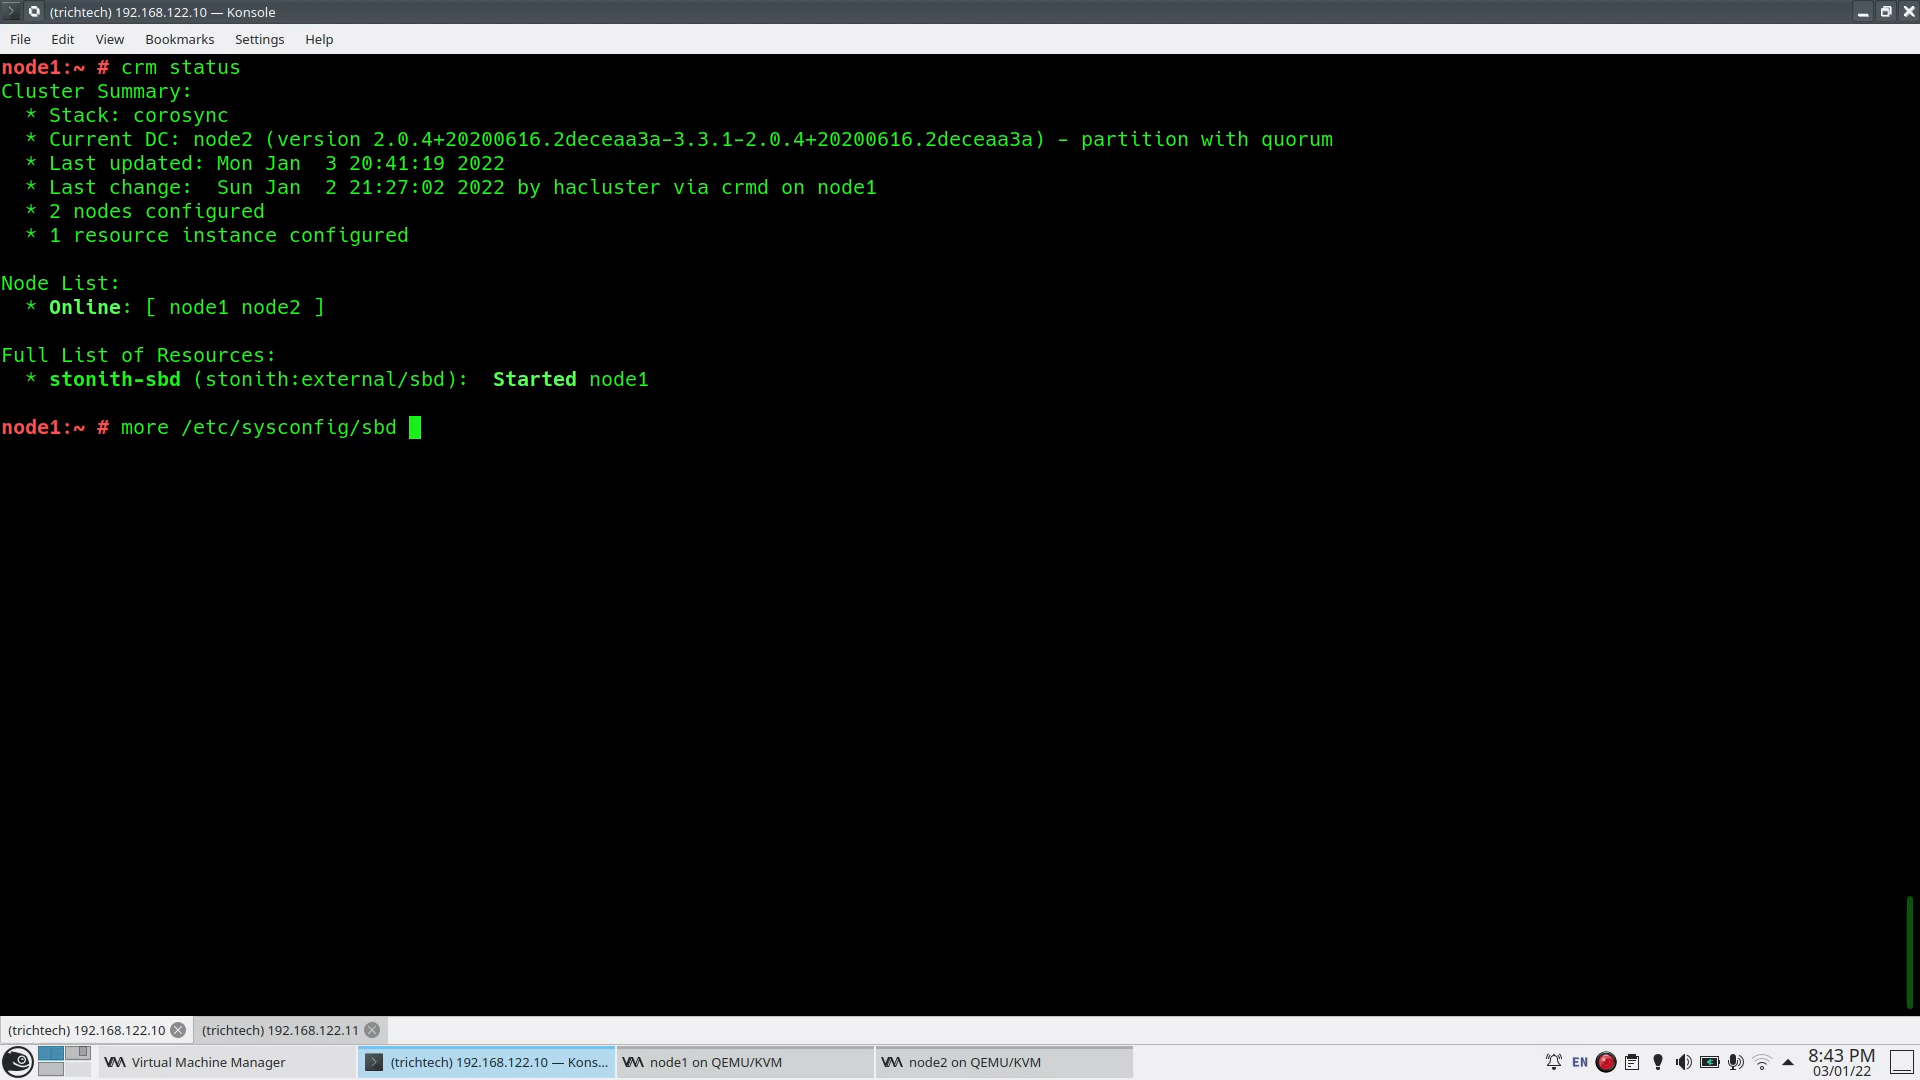 (trichtech) 192.168.122.10 — Konsole
File Edit View Bookmarks Settings Help
node1:~ # crm status
Cluster Summary:
  * Stack: corosync
  * Current DC: node2 (version 2.0.4+20200616.2deceaa3a-3.3.1-2.0.4+20200616.2deceaa3a) - partition with quorum
  * Last updated: Mon Jan  3 20:41:19 2022
  * Last change:  Sun Jan  2 21:27:02 2022 by hacluster via crmd on node1
  * 2 nodes configured
  * 1 resource instance configured
Node List:
  * Online: [ node1 node2 ]
Full List of Resources:
  * stonith-sbd (stonith:external/sbd):  Started node1
node1:~ # more /etc/sysconfig/sbd
(trichtech) 192.168.122.10 (trichtech) 192.168.122.11
Virtual Machine Manager (trichtech) 192.168.122.10 — Kons... node1 on QEMU/KVM node2 on QEMU/KVM EN 8:43 PM
03/01/22